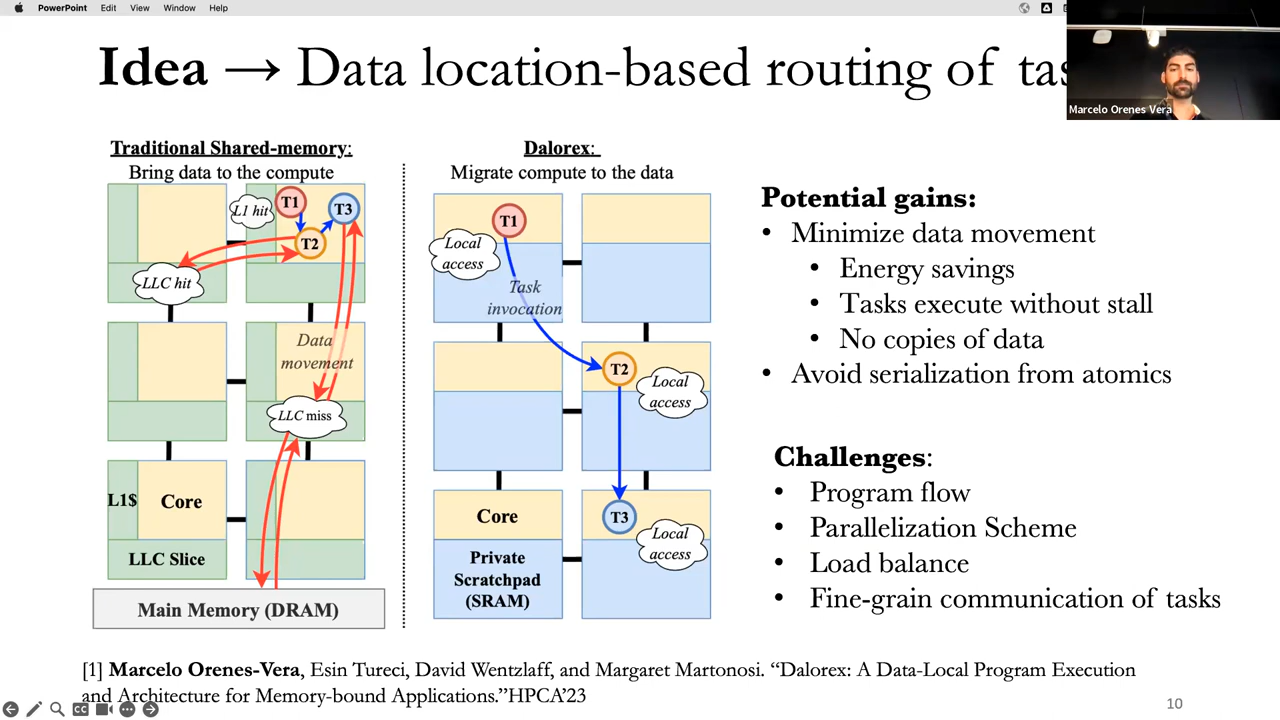 PowerPoint Edit View Window Help
Marcelo Orenes Vera
Idea → Data location-based routing of tas
Traditional Shared-memory:
Bring data to the compute
L1 hit
T1
T3
T2
LLC hit
Data
movement
LLC miss
L1$
Core
LLC Slice
Main Memory (DRAM)
Dalorex:
Migrate compute to the data
T1
Local
access
Task
invocation
T2
Local
access
Core
T3
Local
access
Private
Scratchpad
(SRAM)
Potential gains:
• Minimize data movement
• Energy savings
• Tasks execute without stall
• No copies of data
• Avoid serialization from atomics
Challenges:
• Program flow
• Parallelization Scheme
• Load balance
• Fine-grain communication of tasks
[1] Marcelo Orenes-Vera, Esin Tureci, David Wentzlaff, and Margaret Martonosi. “Dalorex: A Data-Local Program Execution
and Architecture for Memory-bound Applications.”HPCA’23
CC
10